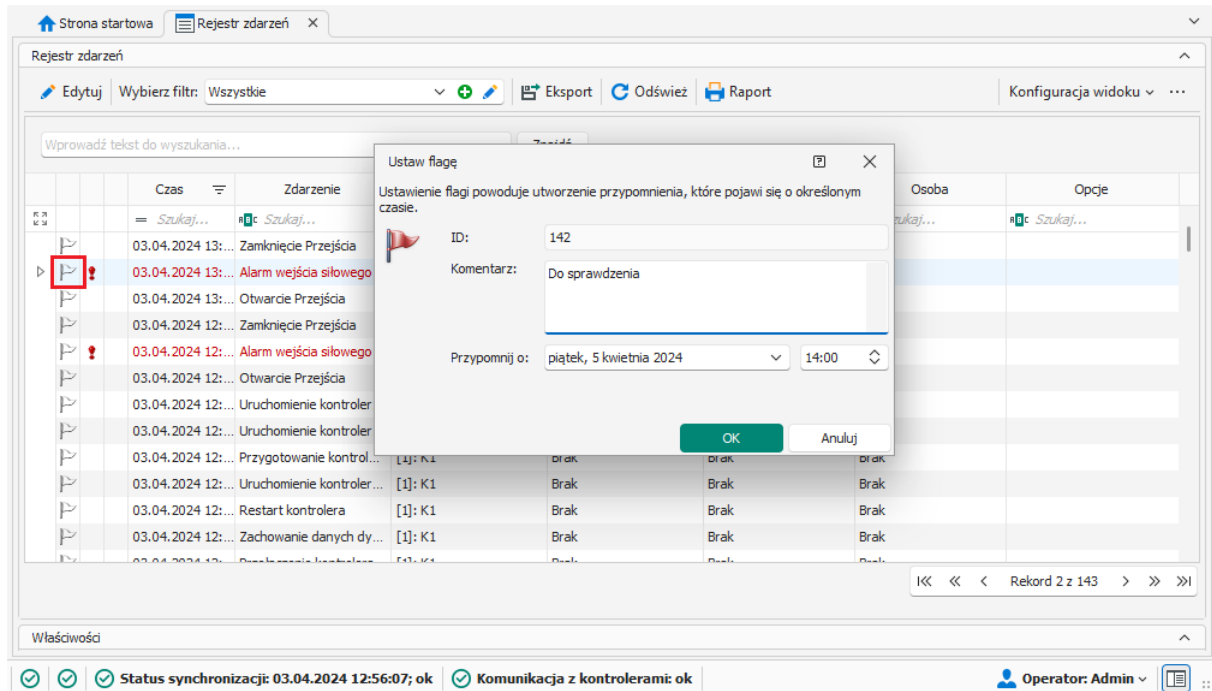 Strona startowa Rejestr zdarzeń
Rejestr zdarzeń
Edytuj Wybierz filtr: Wszystkie Eksport Odśwież Raport Konfiguracja widoku
Wprowadź tekst do wyszukania...
Ustaw flagę
Ustawienie flagi powoduje utworzenie przypomnienia, które pojawi się o określonym
czasie.
ID: 142
Komentarz: Do sprawdzenia
Przypomnij o: piątek, 5 kwietnia 2024 14:00
OK Anuluj
Czas Zdarzenie Osoba Opcje
= Szukaj... ABC Szukaj... ABC Szukaj...
03.04.2024 13:... Zamknięcie Przejścia
03.04.2024 13:... Alarm wejścia siłowego
03.04.2024 13:... Otwarcie Przejścia
03.04.2024 12:... Zamknięcie Przejścia
03.04.2024 12:... Alarm wejścia siłowego
03.04.2024 12:... Otwarcie Przejścia
03.04.2024 12:... Uruchomienie kontroler
03.04.2024 12:... Uruchomienie kontroler
03.04.2024 12:... Przygotowanie kontrol... [1]: K1 Brak Brak Brak
03.04.2024 12:... Uruchomienie kontroler... [1]: K1 Brak Brak Brak
03.04.2024 12:... Restart kontrolera [1]: K1 Brak Brak Brak
03.04.2024 12:... Zachowanie danych dy... [1]: K1 Brak Brak Brak
Rekord 2 z 143
Właściwości
Status synchronizacji: 03.04.2024 12:56:07; ok Komunikacja z kontrolerami: ok Operator: Admin